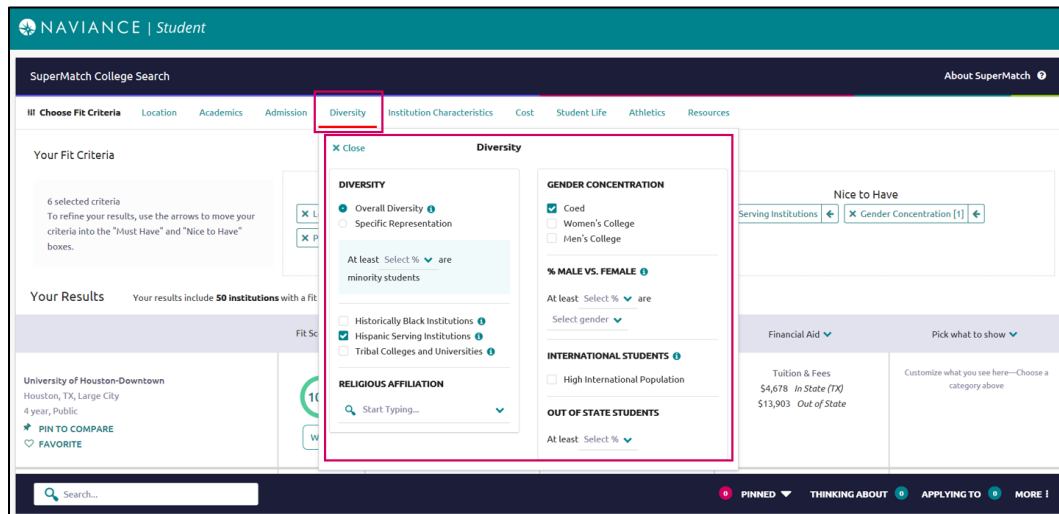 NAVIANCE | Student
SuperMatch College Search
About SuperMatch
Choose Fit Criteria
Location
Academics
Admission
Diversity
Institution Characteristics
Cost
Student Life
Athletics
Resources
Your Fit Criteria
6 selected criteria
To refine your results, use the arrows to move your
criteria into the "Must Have" and "Nice to Have"
boxes.
Nice to Have
Serving Institutions
Gender Concentration [1]
Close
Diversity
DIVERSITY
Overall Diversity
Specific Representation
At least Select % are
minority students
Historically Black Institutions
Hispanic Serving Institutions
Tribal Colleges and Universities
RELIGIOUS AFFILIATION
Start Typing...
GENDER CONCENTRATION
Coed
Women's College
Men's College
% MALE VS. FEMALE
At least Select % are
Select gender
INTERNATIONAL STUDENTS
High International Population
OUT OF STATE STUDENTS
At least Select %
Your Results
Your results include 50 institutions with a fit
Financial Aid
Pick what to show
University of Houston-Downtown
Houston, TX, Large City
4 year, Public
PIN TO COMPARE
FAVORITE
Tuition & Fees
$4,678 In State (TX)
$13,903 Out of State
Customize what you see here—Choose a
category above
Search...
0 PINNED
THINKING ABOUT 0
APPLYING TO 0
MORE